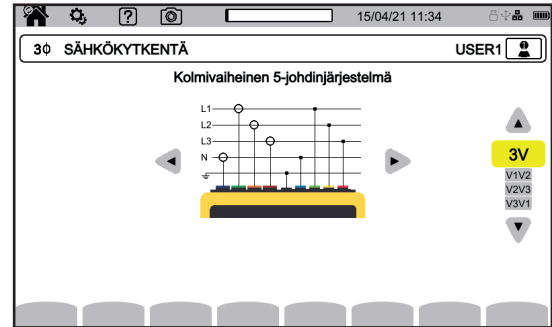 15/04/21 11:34
3Φ SÄHKÖKYTKENTÄ USER1
Kolmivaiheinen 5-johdinjärjestelmä
L1
L2
L3
N
3V
V1V2
V2V3
V3V1